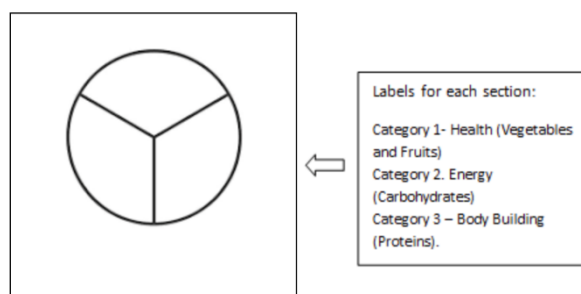 Labels for each section:
Category 1- Health (Vegetables
and Fruits)
Category 2. Energy
(Carbohydrates)
Category 3 – Body Building
(Proteins).